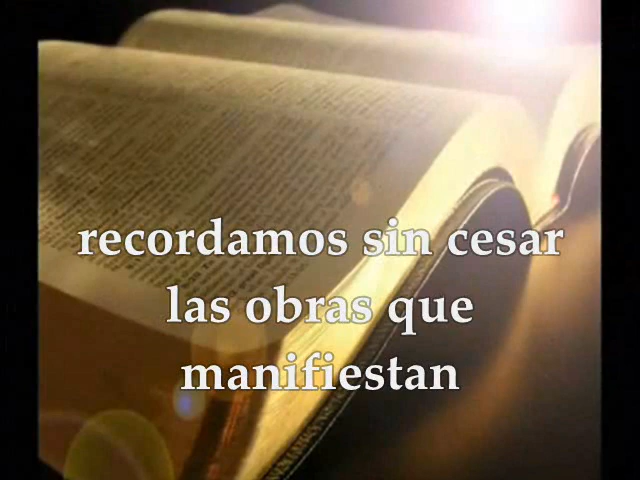 recordamos sin cesar
las obras que
manifiestan